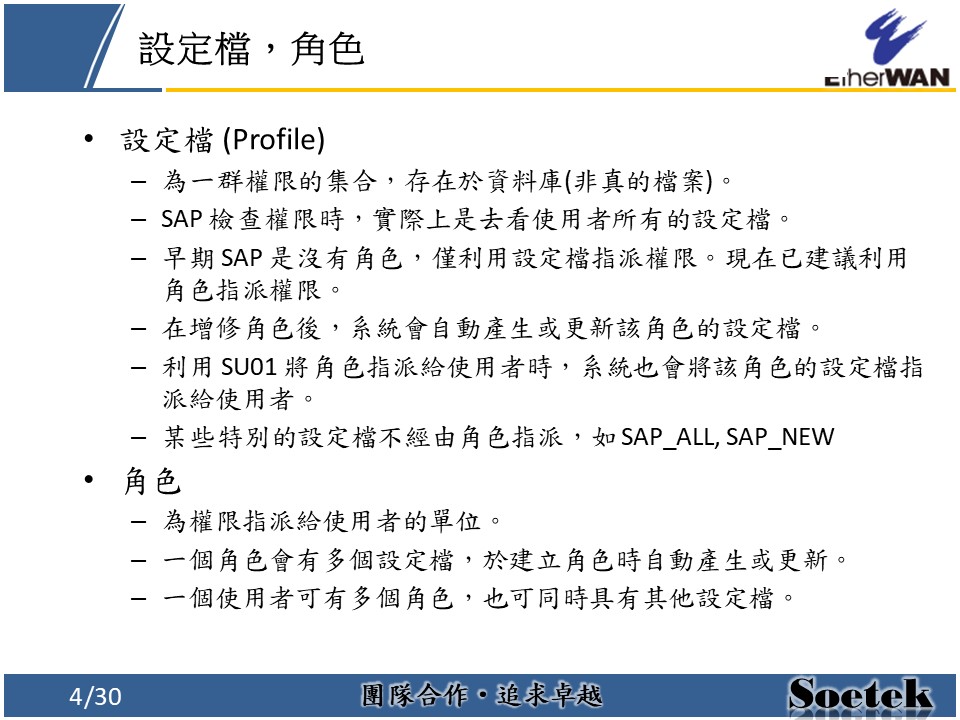 設定檔，角色
EtherWAN
• 設定檔 (Profile)
– 為一群權限的集合，存在於資料庫(非真的檔案)。
– SAP 檢查權限時，實際上是去看使用者所有的設定檔。
– 早期 SAP 是沒有角色，僅利用設定檔指派權限。現在已建議利用
角色指派權限。
– 在增修角色後，系統會自動產生或更新該角色的設定檔。
– 利用 SU01 將角色指派給使用者時，系統也會將該角色的設定檔指
派給使用者。
– 某些特別的設定檔不經由角色指派，如 SAP_ALL, SAP_NEW
• 角色
– 為權限指派給使用者的單位。
– 一個角色會有多個設定檔，於建立角色時自動產生或更新。
– 一個使用者可有多個角色，也可同時具有其他設定檔。
4/30
團隊合作・追求卓越
Soetek